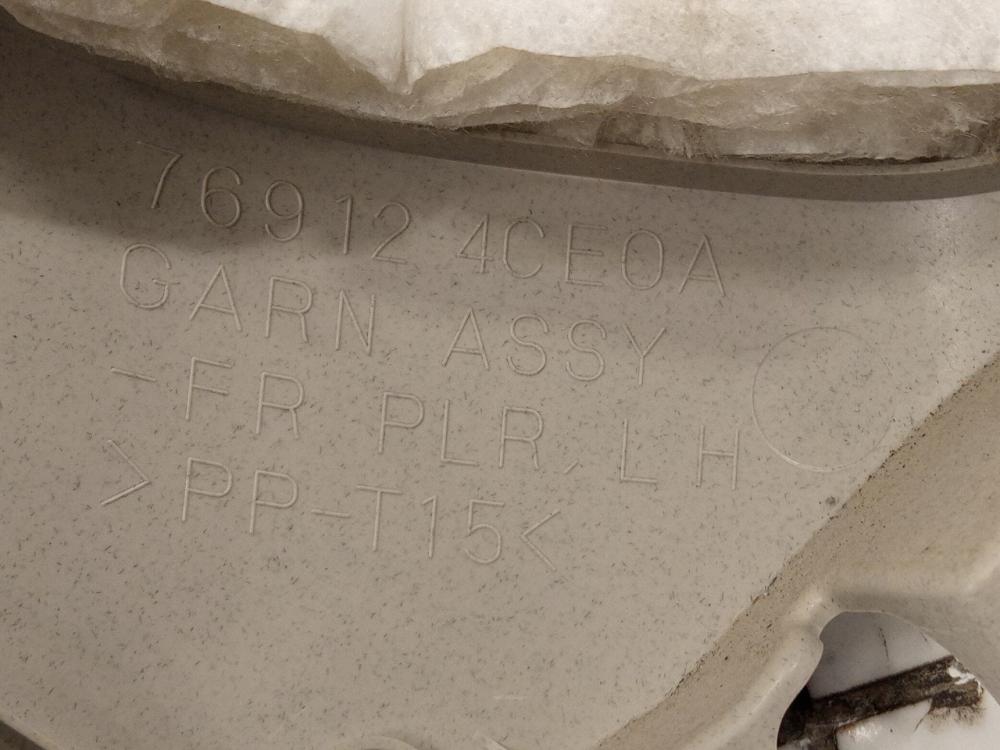 76912 4CE0A
GARN ASSY
-FR PLR, LH
>PP-T15<